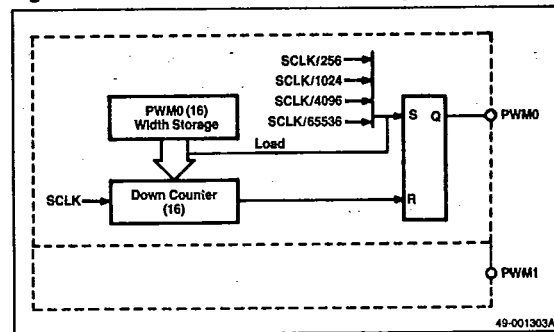 SCLK/256
SCLK/1024
SCLK/4096
SCLK/65536
PWM0 (16)
Width Storage
Load
S Q
PWM0
SCLK
Down Counter
(16)
R
PWM1
49-001303A